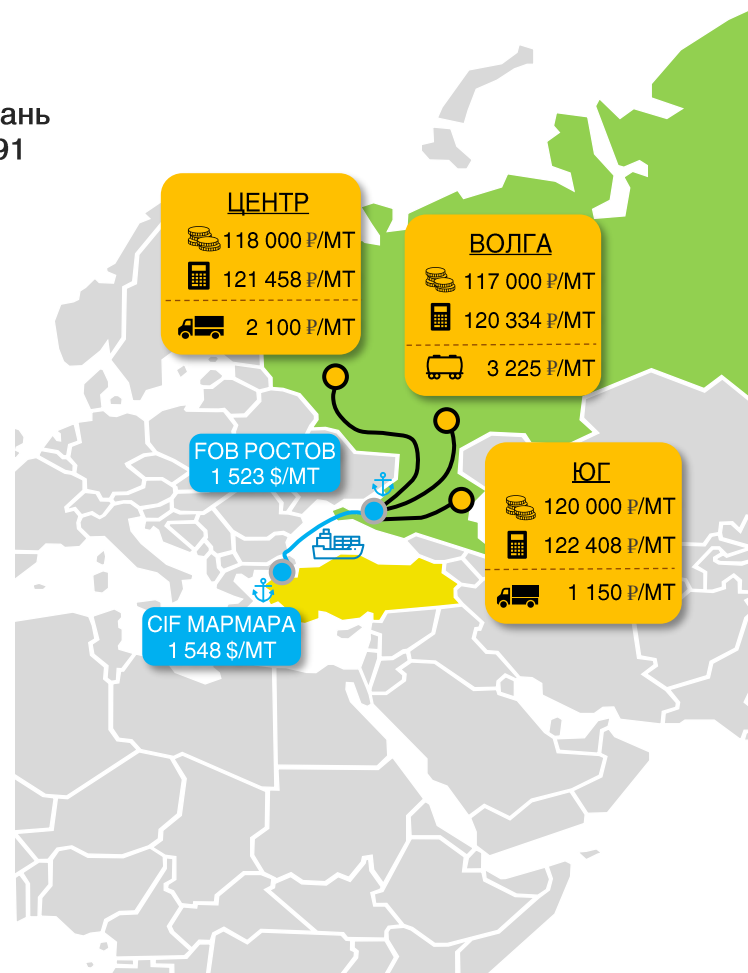 ань
91
ЦЕНТР
118 000 ₽/МТ
121 458 ₽/МТ
2 100 ₽/МТ
ВОЛГА
117 000 ₽/МТ
120 334 ₽/МТ
3 225 ₽/МТ
FOB РОСТОВ
1 523 $/МТ
ЮГ
120 000 ₽/МТ
122 408 ₽/МТ
1 150 ₽/МТ
CIF МАРМАРА
1 548 $/МТ